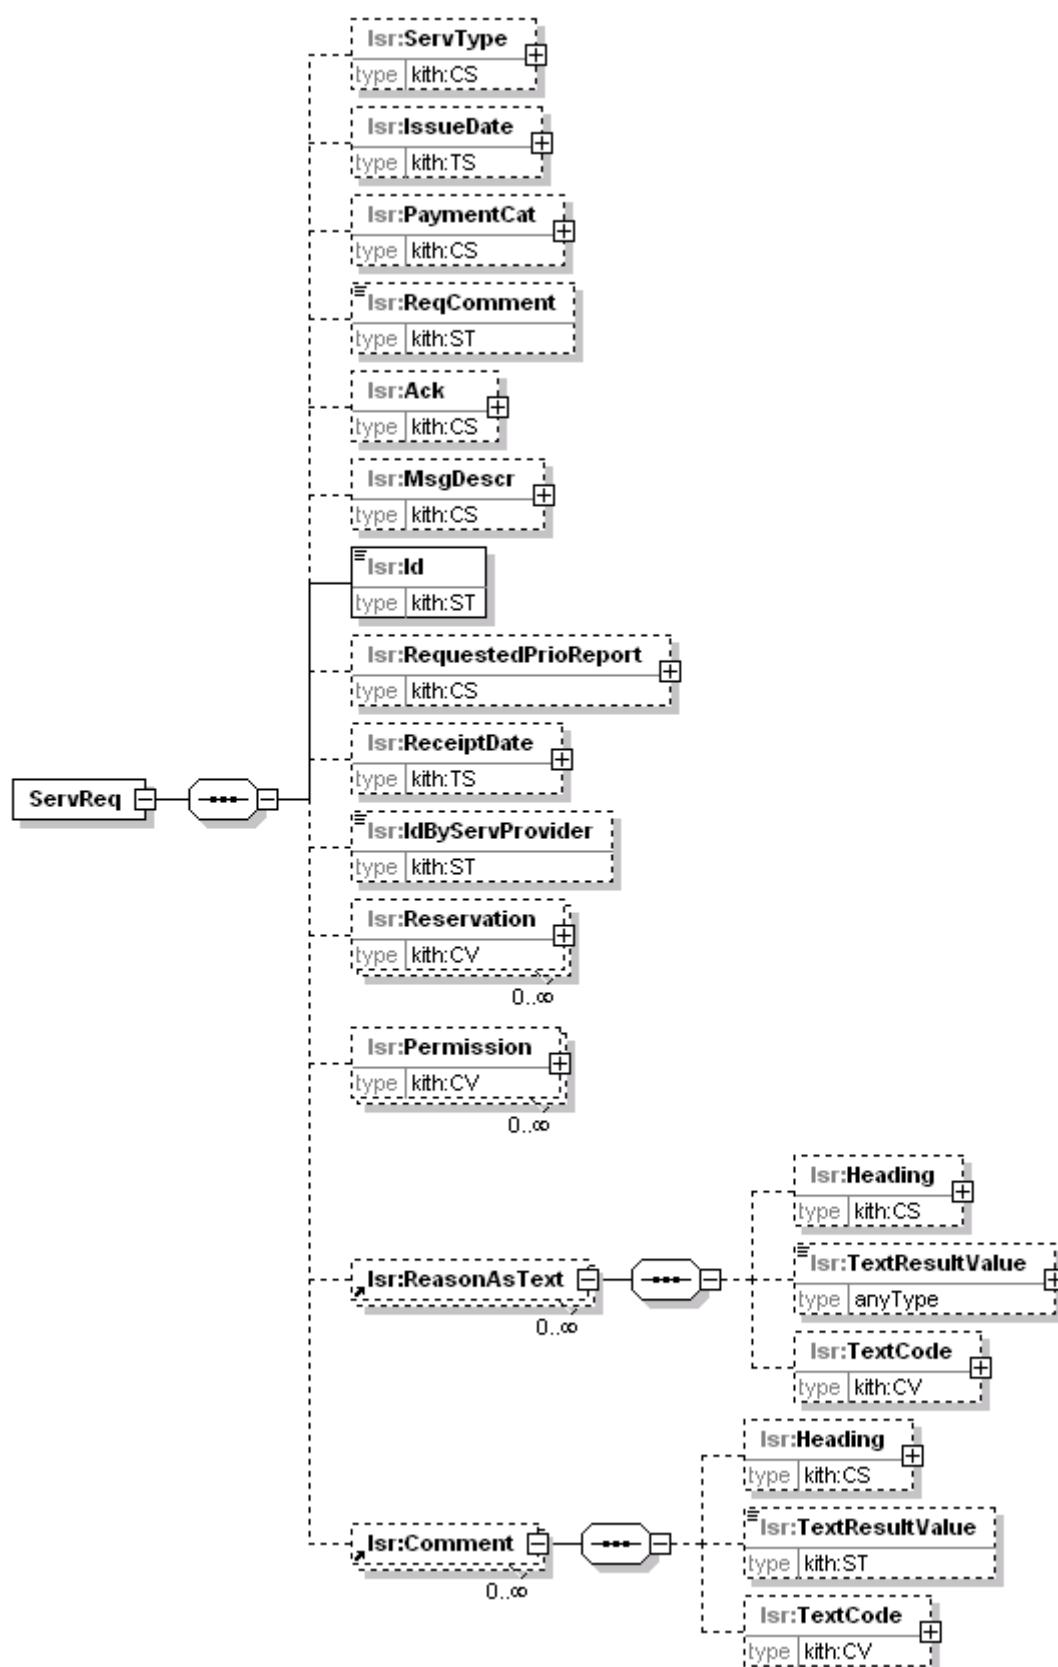 lsr:ServType
type kith:CS
lsr:IssueDate
type kith:TS
lsr:PaymentCat
type kith:CS
lsr:ReqComment
type kith:ST
lsr:Ack
type kith:CS
lsr:MsgDescr
type kith:CS
lsr:Id
type kith:ST
lsr:RequestedPrioReport
type kith:CS
lsr:ReceiptDate
type kith:TS
ServReq
lsr:IdByServProvider
type kith:ST
lsr:Reservation
type kith:CV
0..∞
lsr:Permission
type kith:CV
0..∞
lsr:ReasonAsText
0..∞
lsr:Heading
type kith:CS
lsr:TextResultValue
type anyType
lsr:TextCode
type kith:CV
lsr:Comment
0..∞
lsr:Heading
type kith:CS
lsr:TextResultValue
type kith:ST
lsr:TextCode
type kith:CV